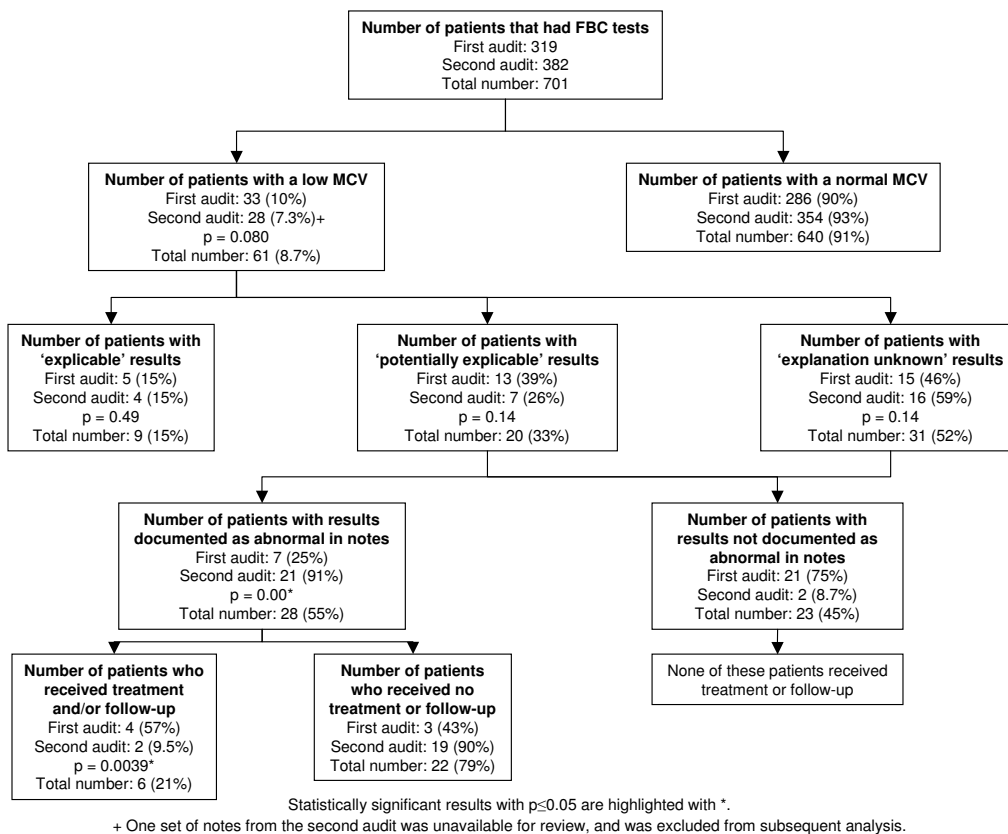 Number of patients that had FBC tests
First audit: 319
Second audit: 382
Total number: 701
Number of patients with a low MCV
First audit: 33 (10%)
Second audit: 28 (7.3%)+
p = 0.080
Total number: 61 (8.7%)
Number of patients with a normal MCV
First audit: 286 (90%)
Second audit: 354 (93%)
Total number: 640 (91%)
Number of patients with
‘explicable’ results
First audit: 5 (15%)
Second audit: 4 (15%)
p = 0.49
Total number: 9 (15%)
Number of patients with
‘potentially explicable’ results
First audit: 13 (39%)
Second audit: 7 (26%)
p = 0.14
Total number: 20 (33%)
Number of patients with
‘explanation unknown’ results
First audit: 15 (46%)
Second audit: 16 (59%)
p = 0.14
Total number: 31 (52%)
Number of patients with results
documented as abnormal in notes
First audit: 7 (25%)
Second audit: 21 (91%)
p = 0.00*
Total number: 28 (55%)
Number of patients with
results not documented as
abnormal in notes
First audit: 21 (75%)
Second audit: 2 (8.7%)
Total number: 23 (45%)
Number of patients who
received treatment
and/or follow-up
First audit: 4 (57%)
Second audit: 2 (9.5%)
p = 0.0039*
Total number: 6 (21%)
Number of patients
who received no
treatment or follow-up
First audit: 3 (43%)
Second audit: 19 (90%)
Total number: 22 (79%)
None of these patients received
treatment or follow-up
Statistically significant results with p≤0.05 are highlighted with *.
+ One set of notes from the second audit was unavailable for review, and was excluded from subsequent analysis.